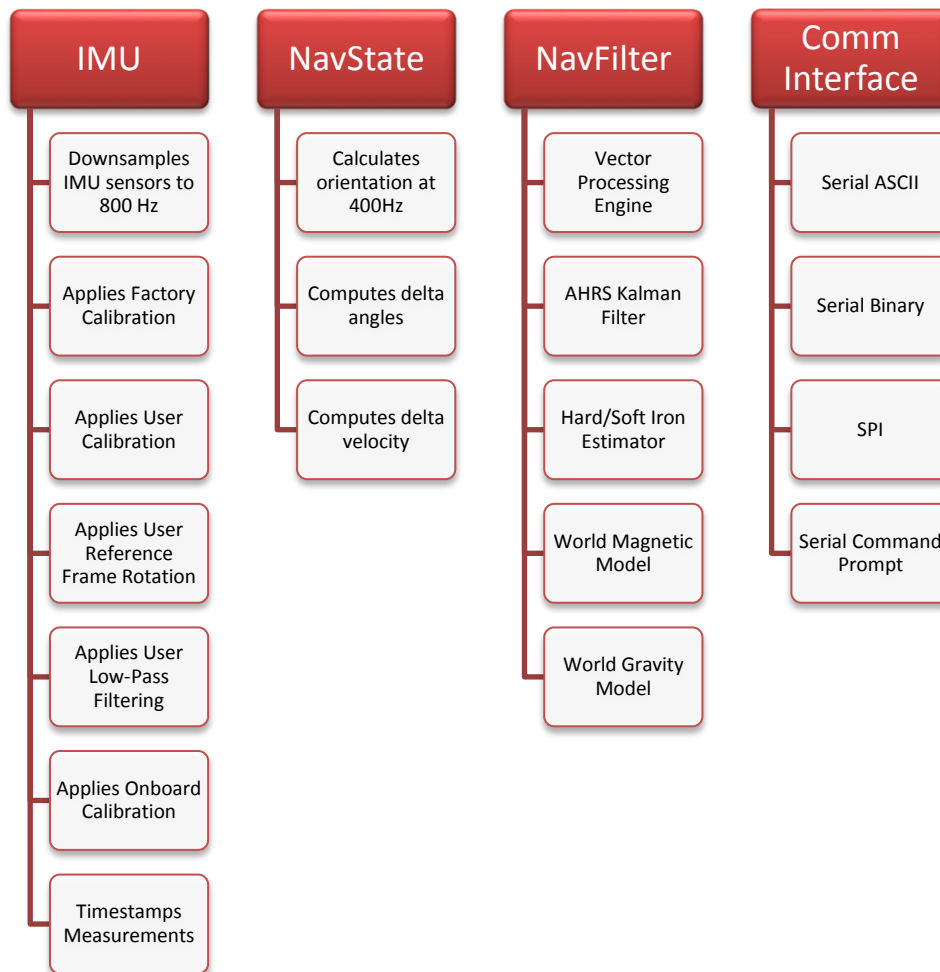 IMU
Downsamples
IMU sensors to
800 Hz
Applies Factory
Calibration
Applies User
Calibration
Applies User
Reference
Frame Rotation
Applies User
Low-Pass
Filtering
Applies Onboard
Calibration
Timestamps
Measurements
NavState
Calculates
orientation at
400Hz
Computes delta
angles
Computes delta
velocity
NavFilter
Vector
Processing
Engine
AHRS Kalman
Filter
Hard/Soft Iron
Estimator
World Magnetic
Model
World Gravity
Model
Comm
Interface
Serial ASCII
Serial Binary
SPI
Serial Command
Prompt